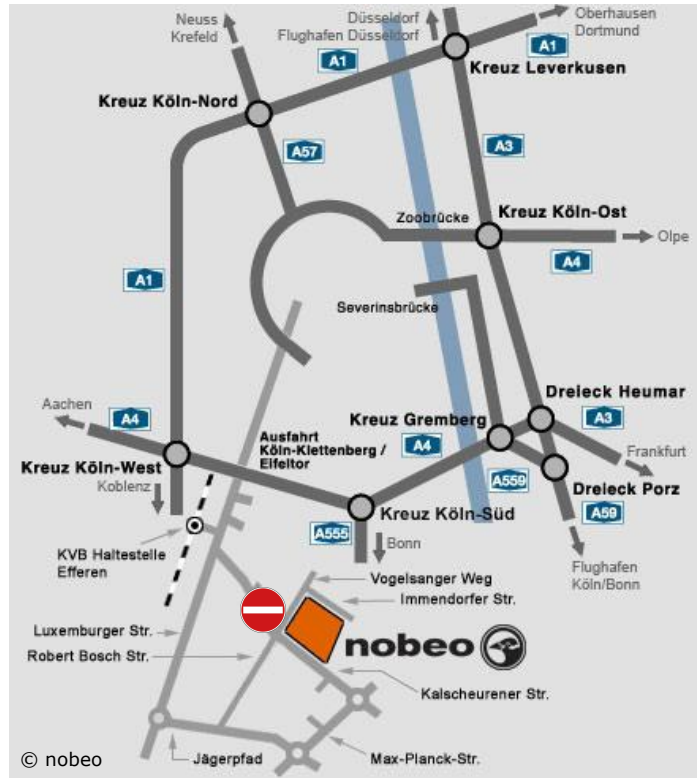 Neuss
Krefeld
Düsseldorf
Flughafen Düsseldorf
Oberhausen
Dortmund
A1
A1
Kreuz Leverkusen
Kreuz Köln-Nord
A57
A3
Zoobrücke
Kreuz Köln-Ost
Olpe
A4
A1
Severinsbrücke
Aachen
A4
Ausfahrt
Köln-Klettenberg /
Eifeltor
Kreuz Gremberg
A4
Dreieck Heumar
A3
Frankfurt
Kreuz Köln-West
Koblenz
A559
Dreieck Porz
A59
A555
Kreuz Köln-Süd
Bonn
KVB Haltestelle
Efferen
Flughafen
Köln/Bonn
Vogelsanger Weg
Immendorfer Str.
Luxemburger Str.
nobeo
Robert Bosch Str.
Kalscheurener Str.
© nobeo
Jägerpfad
Max-Planck-Str.